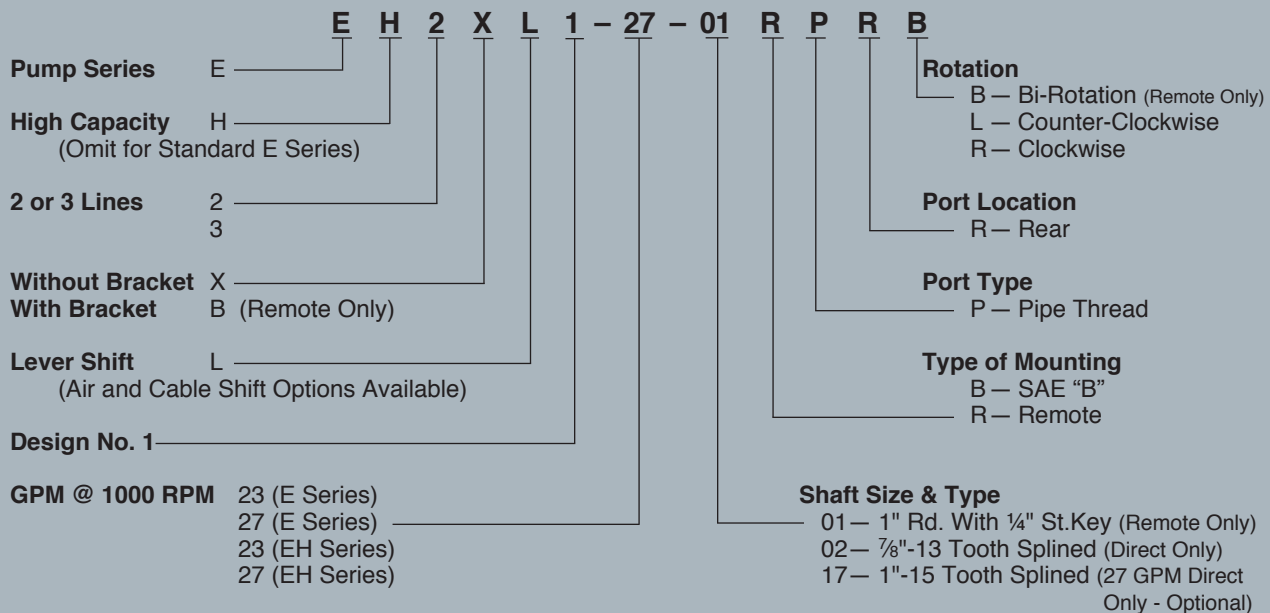 E H 2 X L 1 – 27 – 01 R P R B
Pump Series E
High Capacity H
(Omit for Standard E Series)
2 or 3 Lines 2
3
Without Bracket X
With Bracket B (Remote Only)
Lever Shift L
(Air and Cable Shift Options Available)
Design No. 1
GPM @ 1000 RPM 23 (E Series)
27 (E Series)
23 (EH Series)
27 (EH Series)
Rotation
B — Bi-Rotation (Remote Only)
L — Counter-Clockwise
R — Clockwise
Port Location
R — Rear
Port Type
P — Pipe Thread
Type of Mounting
B — SAE “B”
R — Remote
Shaft Size & Type
01 — 1" Rd. With ¼" St.Key (Remote Only)
02 — ⅞"-13 Tooth Splined (Direct Only)
17 — 1"-15 Tooth Splined (27 GPM Direct
Only - Optional)